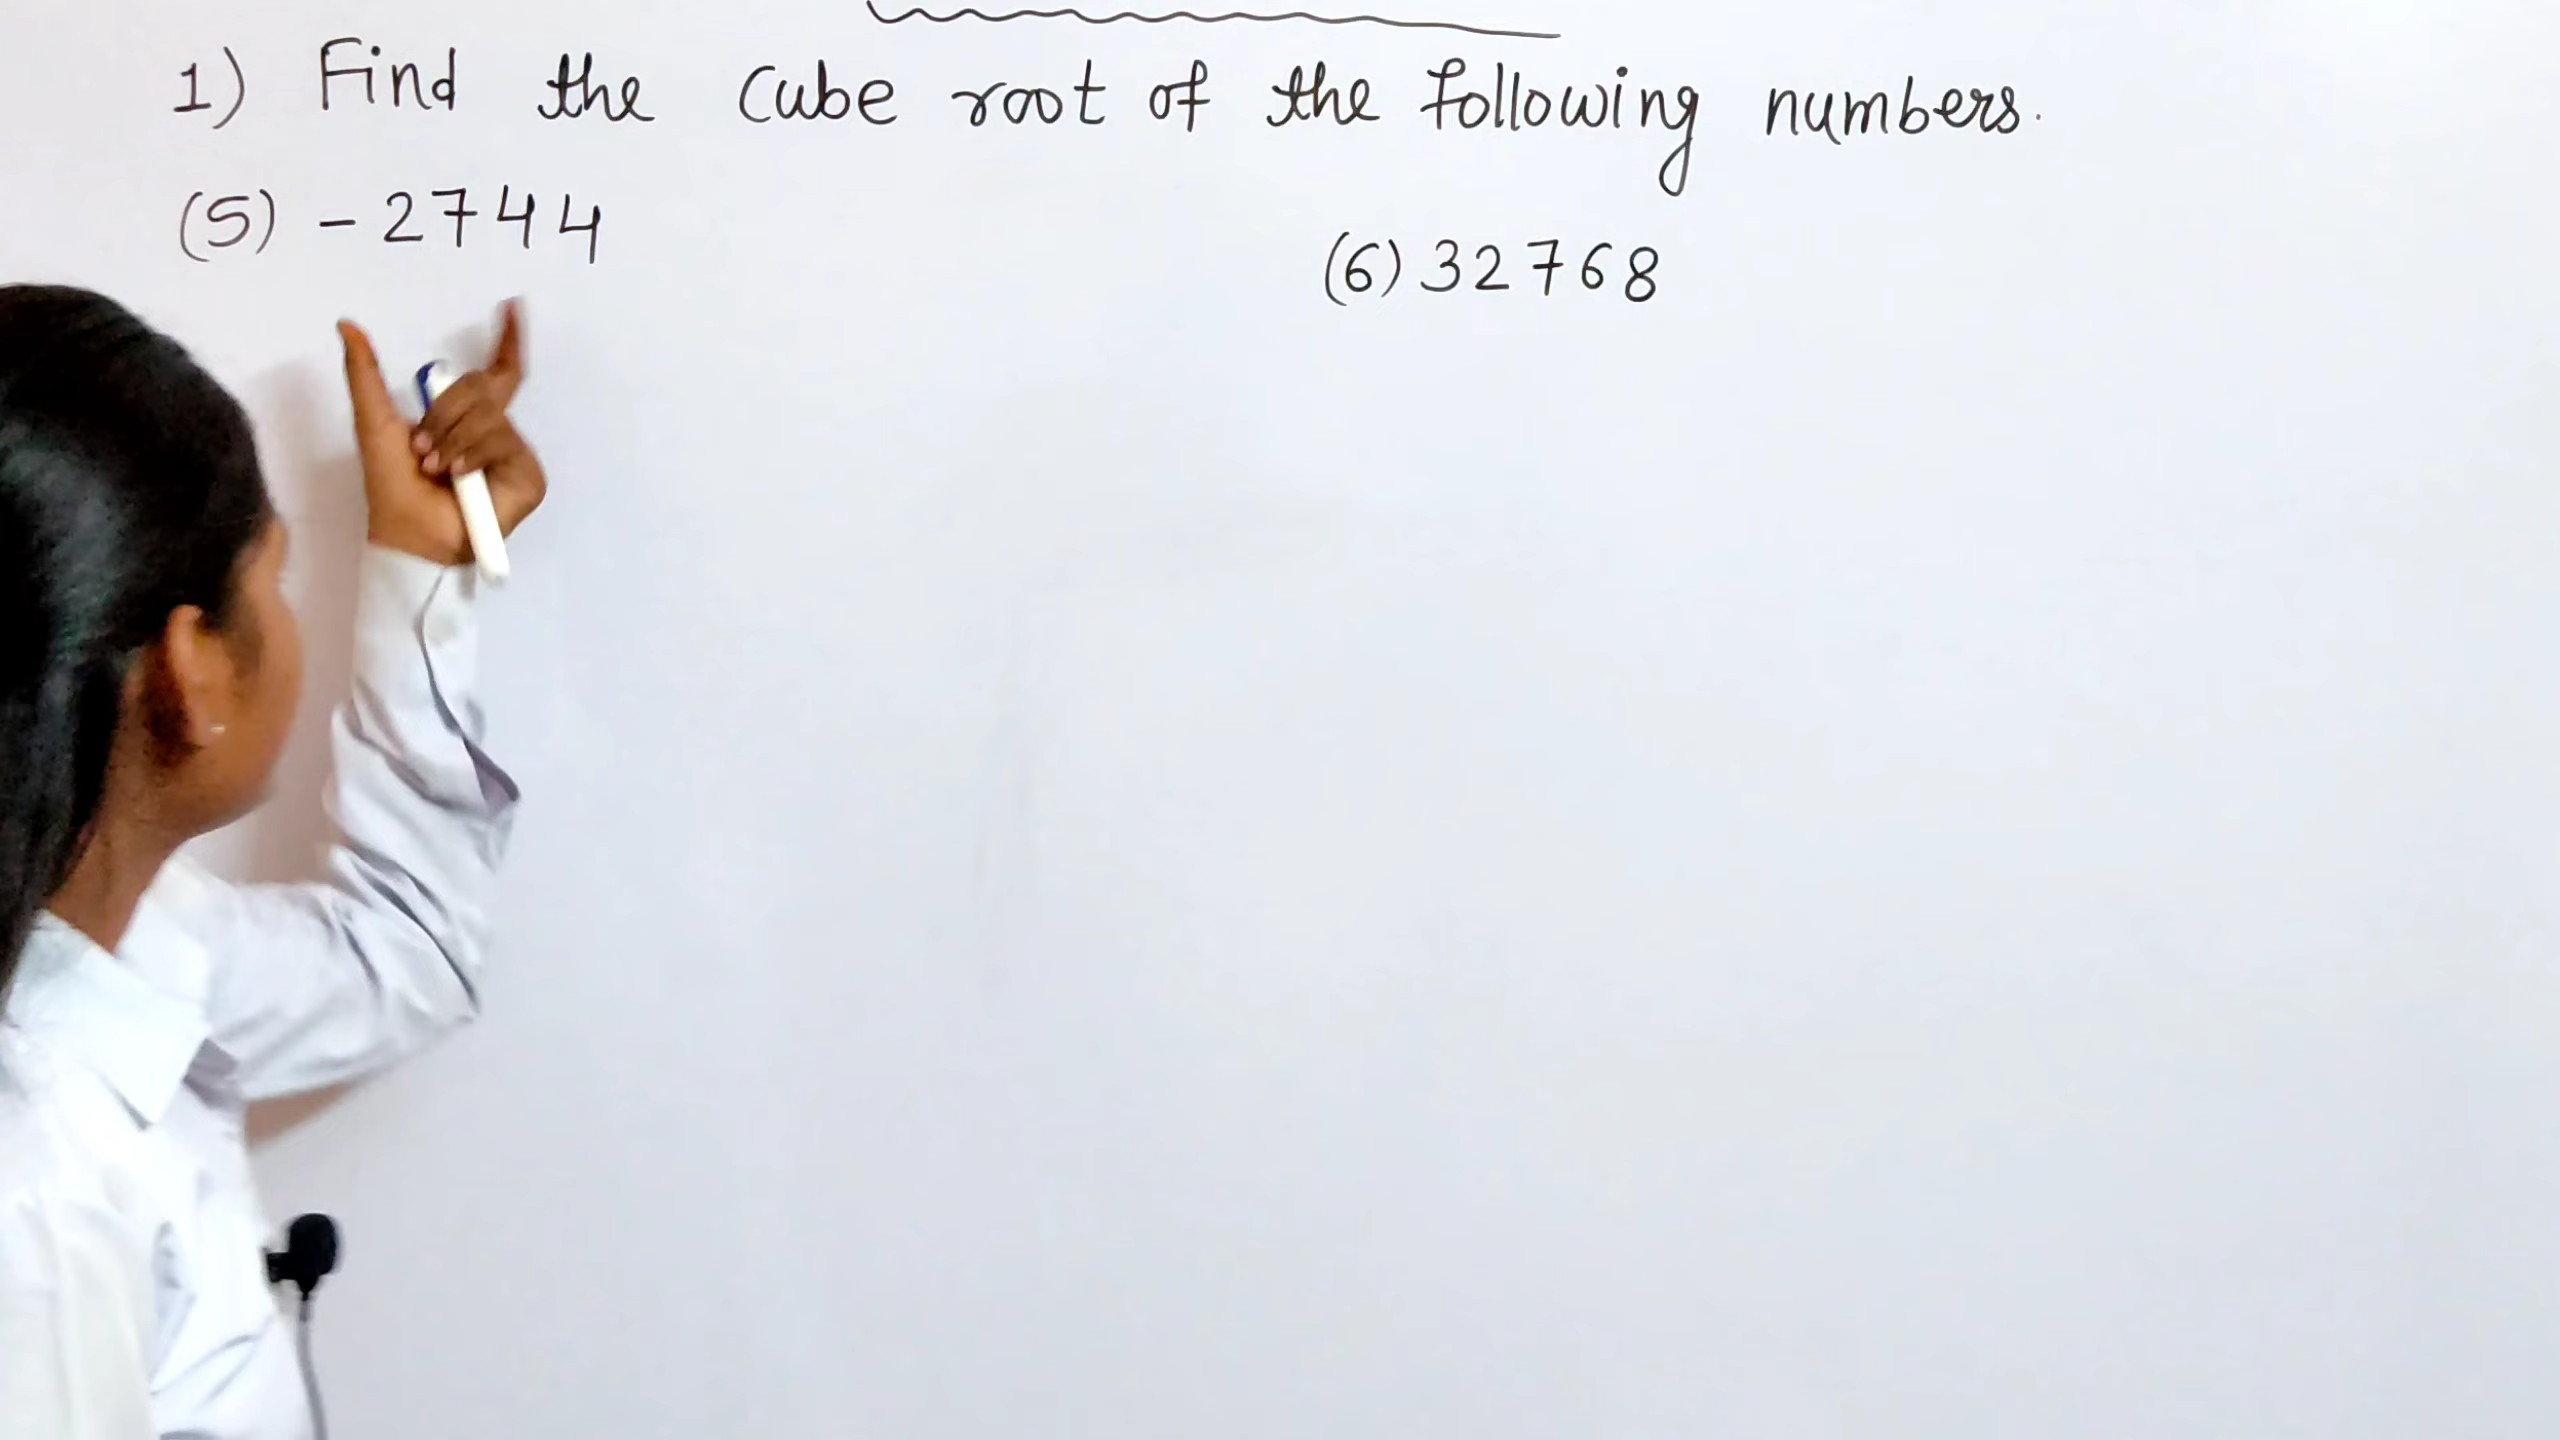 1) Find the Cube root of the following numbers.
(5) - 2744
(6) 32768